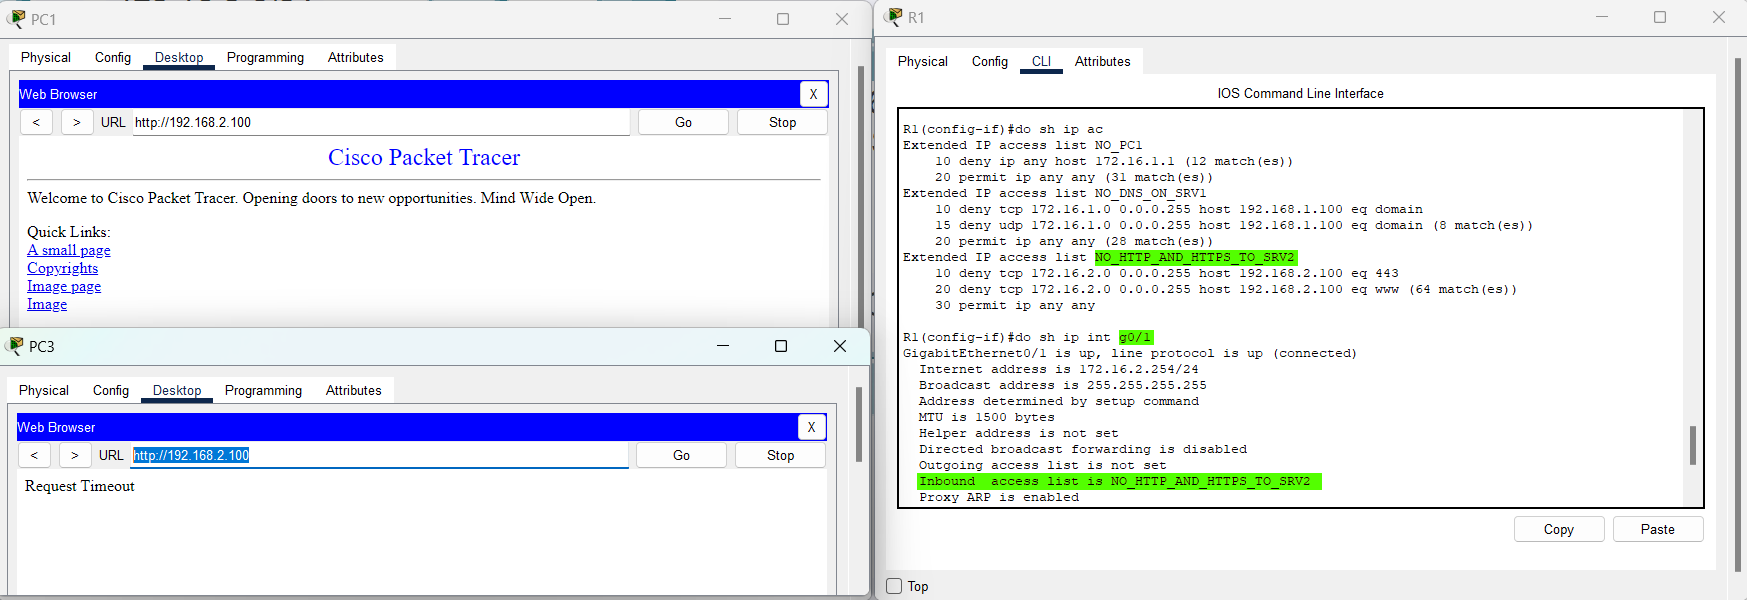 PC1
Physical Config Desktop Programming Attributes
Web Browser X
< > URL http://192.168.2.100 Go Stop
Cisco Packet Tracer
Welcome to Cisco Packet Tracer. Opening doors to new opportunities. Mind Wide Open.
Quick Links:
A small page
Copyrights
Image page
Image
PC3
Physical Config Desktop Programming Attributes
Web Browser X
< > URL http://192.168.2.100 Go Stop
Request Timeout
R1
Physical Config CLI Attributes
IOS Command Line Interface
R1(config-if)#do sh ip ac
Extended IP access list NO_PC1
10 deny ip any host 172.16.1.1 (12 match(es))
20 permit ip any any (31 match(es))
Extended IP access list NO_DNS_ON_SRV1
10 deny tcp 172.16.1.0 0.0.0.255 host 192.168.1.100 eq domain
15 deny udp 172.16.1.0 0.0.0.255 host 192.168.1.100 eq domain (8 match(es))
20 permit ip any any (28 match(es))
Extended IP access list NO_HTTP_AND_HTTPS_TO_SRV2
10 deny tcp 172.16.2.0 0.0.0.255 host 192.168.2.100 eq 443
20 deny tcp 172.16.2.0 0.0.0.255 host 192.168.2.100 eq www (64 match(es))
30 permit ip any any
R1(config-if)#do sh ip int g0/1
GigabitEthernet0/1 is up, line protocol is up (connected)
Internet address is 172.16.2.254/24
Broadcast address is 255.255.255.255
Address determined by setup command
MTU is 1500 bytes
Helper address is not set
Directed broadcast forwarding is disabled
Outgoing access list is not set
Inbound  access list is NO_HTTP_AND_HTTPS_TO_SRV2
Proxy ARP is enabled
Copy Paste
Top